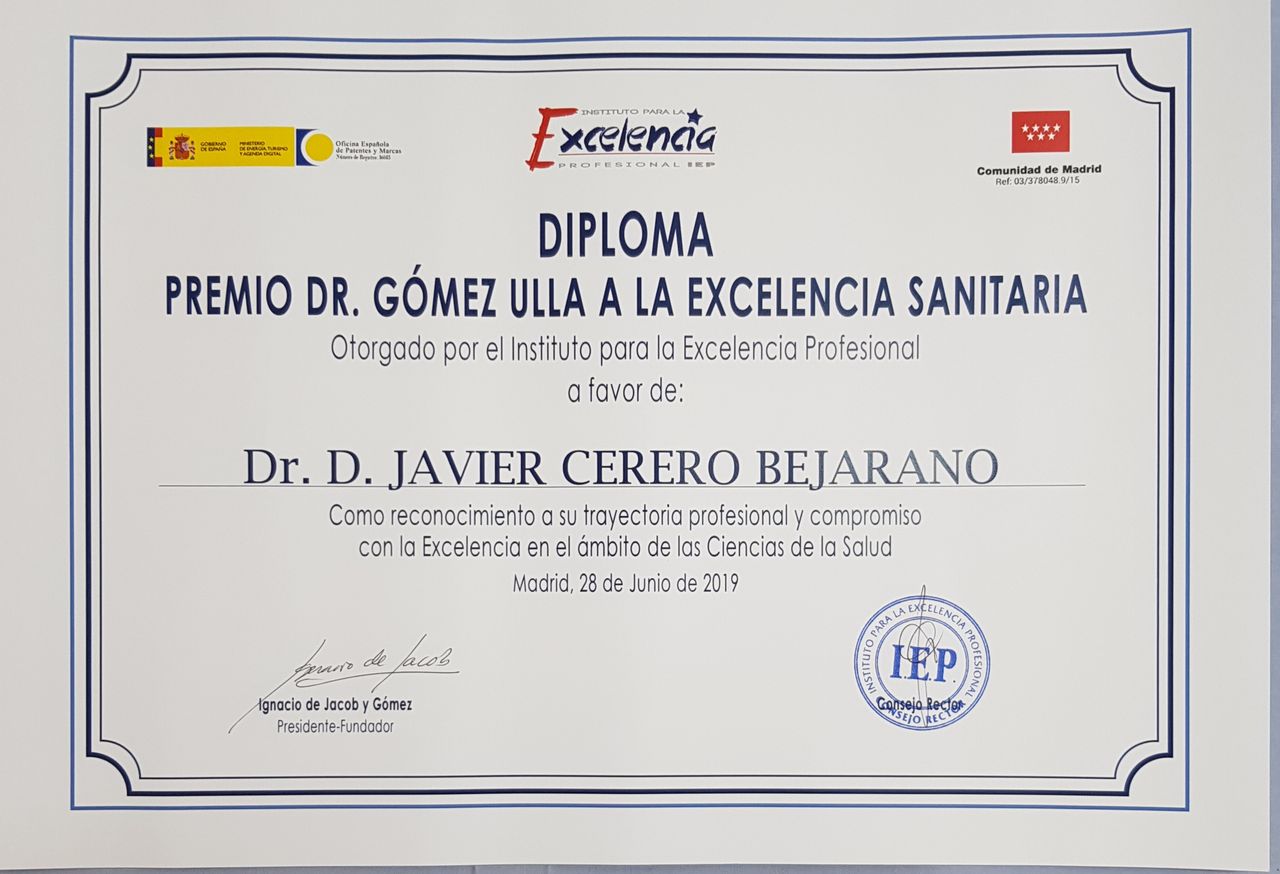 GOBIERNO DE ESPAÑA
MINISTERIO DE ENERGÍA, TURISMO Y AGENDA DIGITAL
Oficina Española
de Patentes y Marcas
INSTITUTO PARA LA
Excelencia
PROFESIONAL IEP
Comunidad de Madrid
Ref: 03/378048.9/15
DIPLOMA
PREMIO DR. GÓMEZ ULLA A LA EXCELENCIA SANITARIA
Otorgado por el Instituto para la Excelencia Profesional
a favor de:
Dr. D. JAVIER CERERO BEJARANO
Como reconocimiento a su trayectoria profesional y compromiso
con la Excelencia en el ámbito de las Ciencias de la Salud
Madrid, 28 de Junio de 2019
Ignacio de Jacob y Gómez
Presidente-Fundador
INSTITUTO PARA LA EXCELENCIA PROFESIONAL
I.E.P.
Consejo Rector
CONSEJO RECTOR